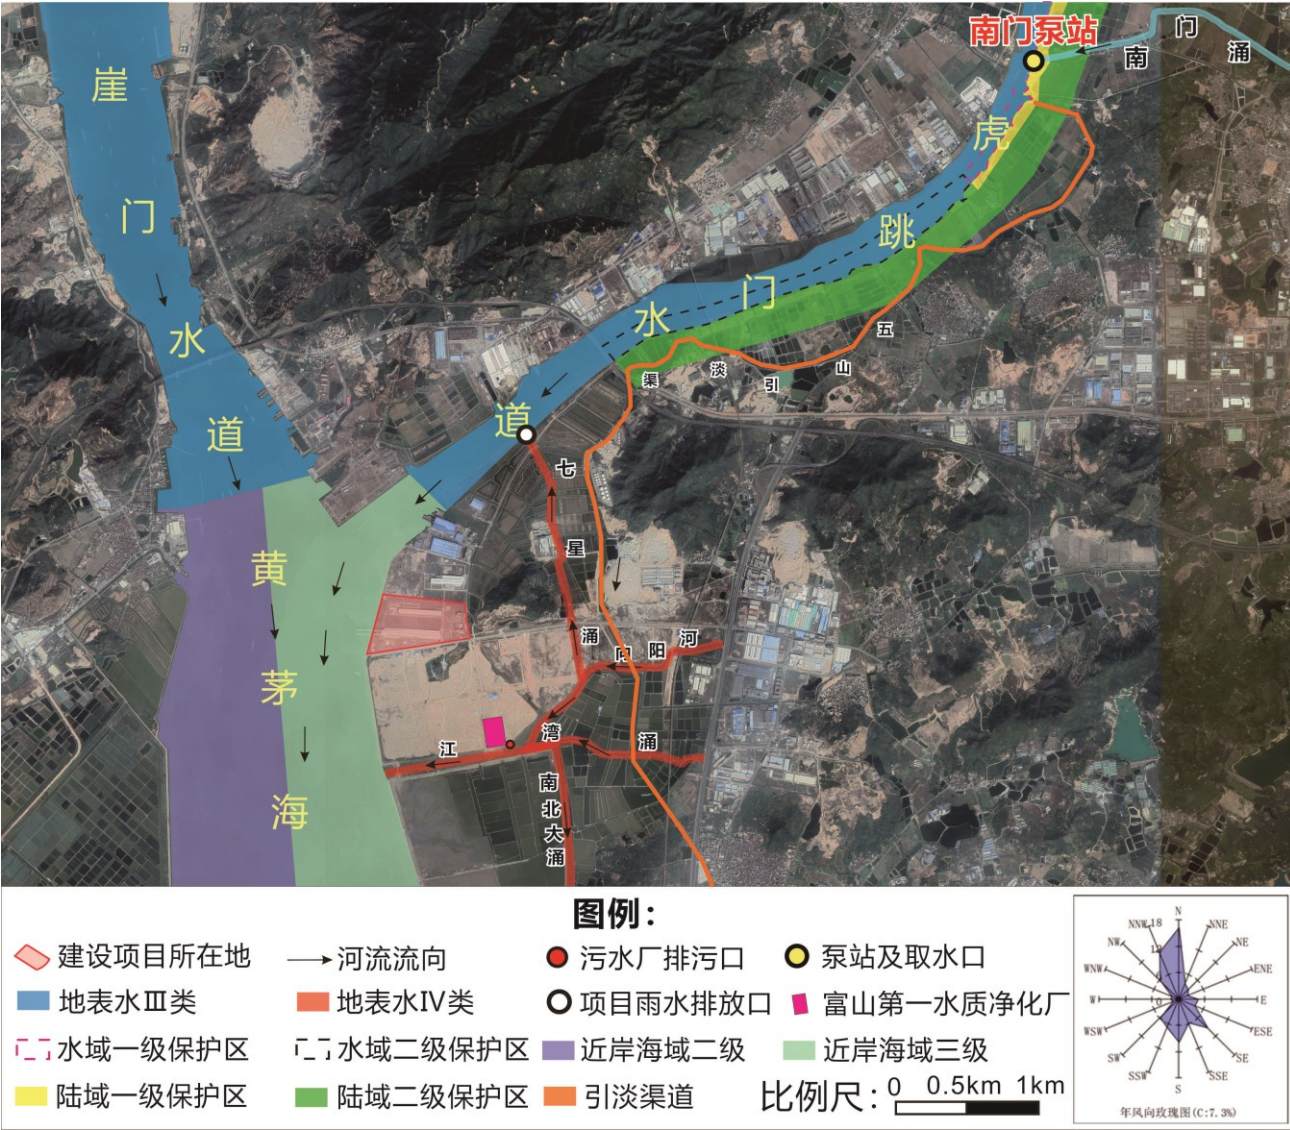 南门泵站
南门涌
崖门水道
虎跳门水道
五山引淡渠
七星涌
向阳河
江湾涌
南北大涌
黄茅海
图例：
建设项目所在地
河流流向
污水厂排污口
泵站及取水口
地表水Ⅲ类
地表水Ⅳ类
项目雨水排放口
富山第一水质净化厂
水域一级保护区
水域二级保护区
近岸海域二级
近岸海域三级
陆域一级保护区
陆域二级保护区
引淡渠道
比例尺：
0 0.5km 1km
N
NNW
18
NNE
NW
12
NE
WNW
6
ENE
W
0
E
WSW
ESE
SW
SE
SSW
SSE
S
年风向玫瑰图(C:7.3%)